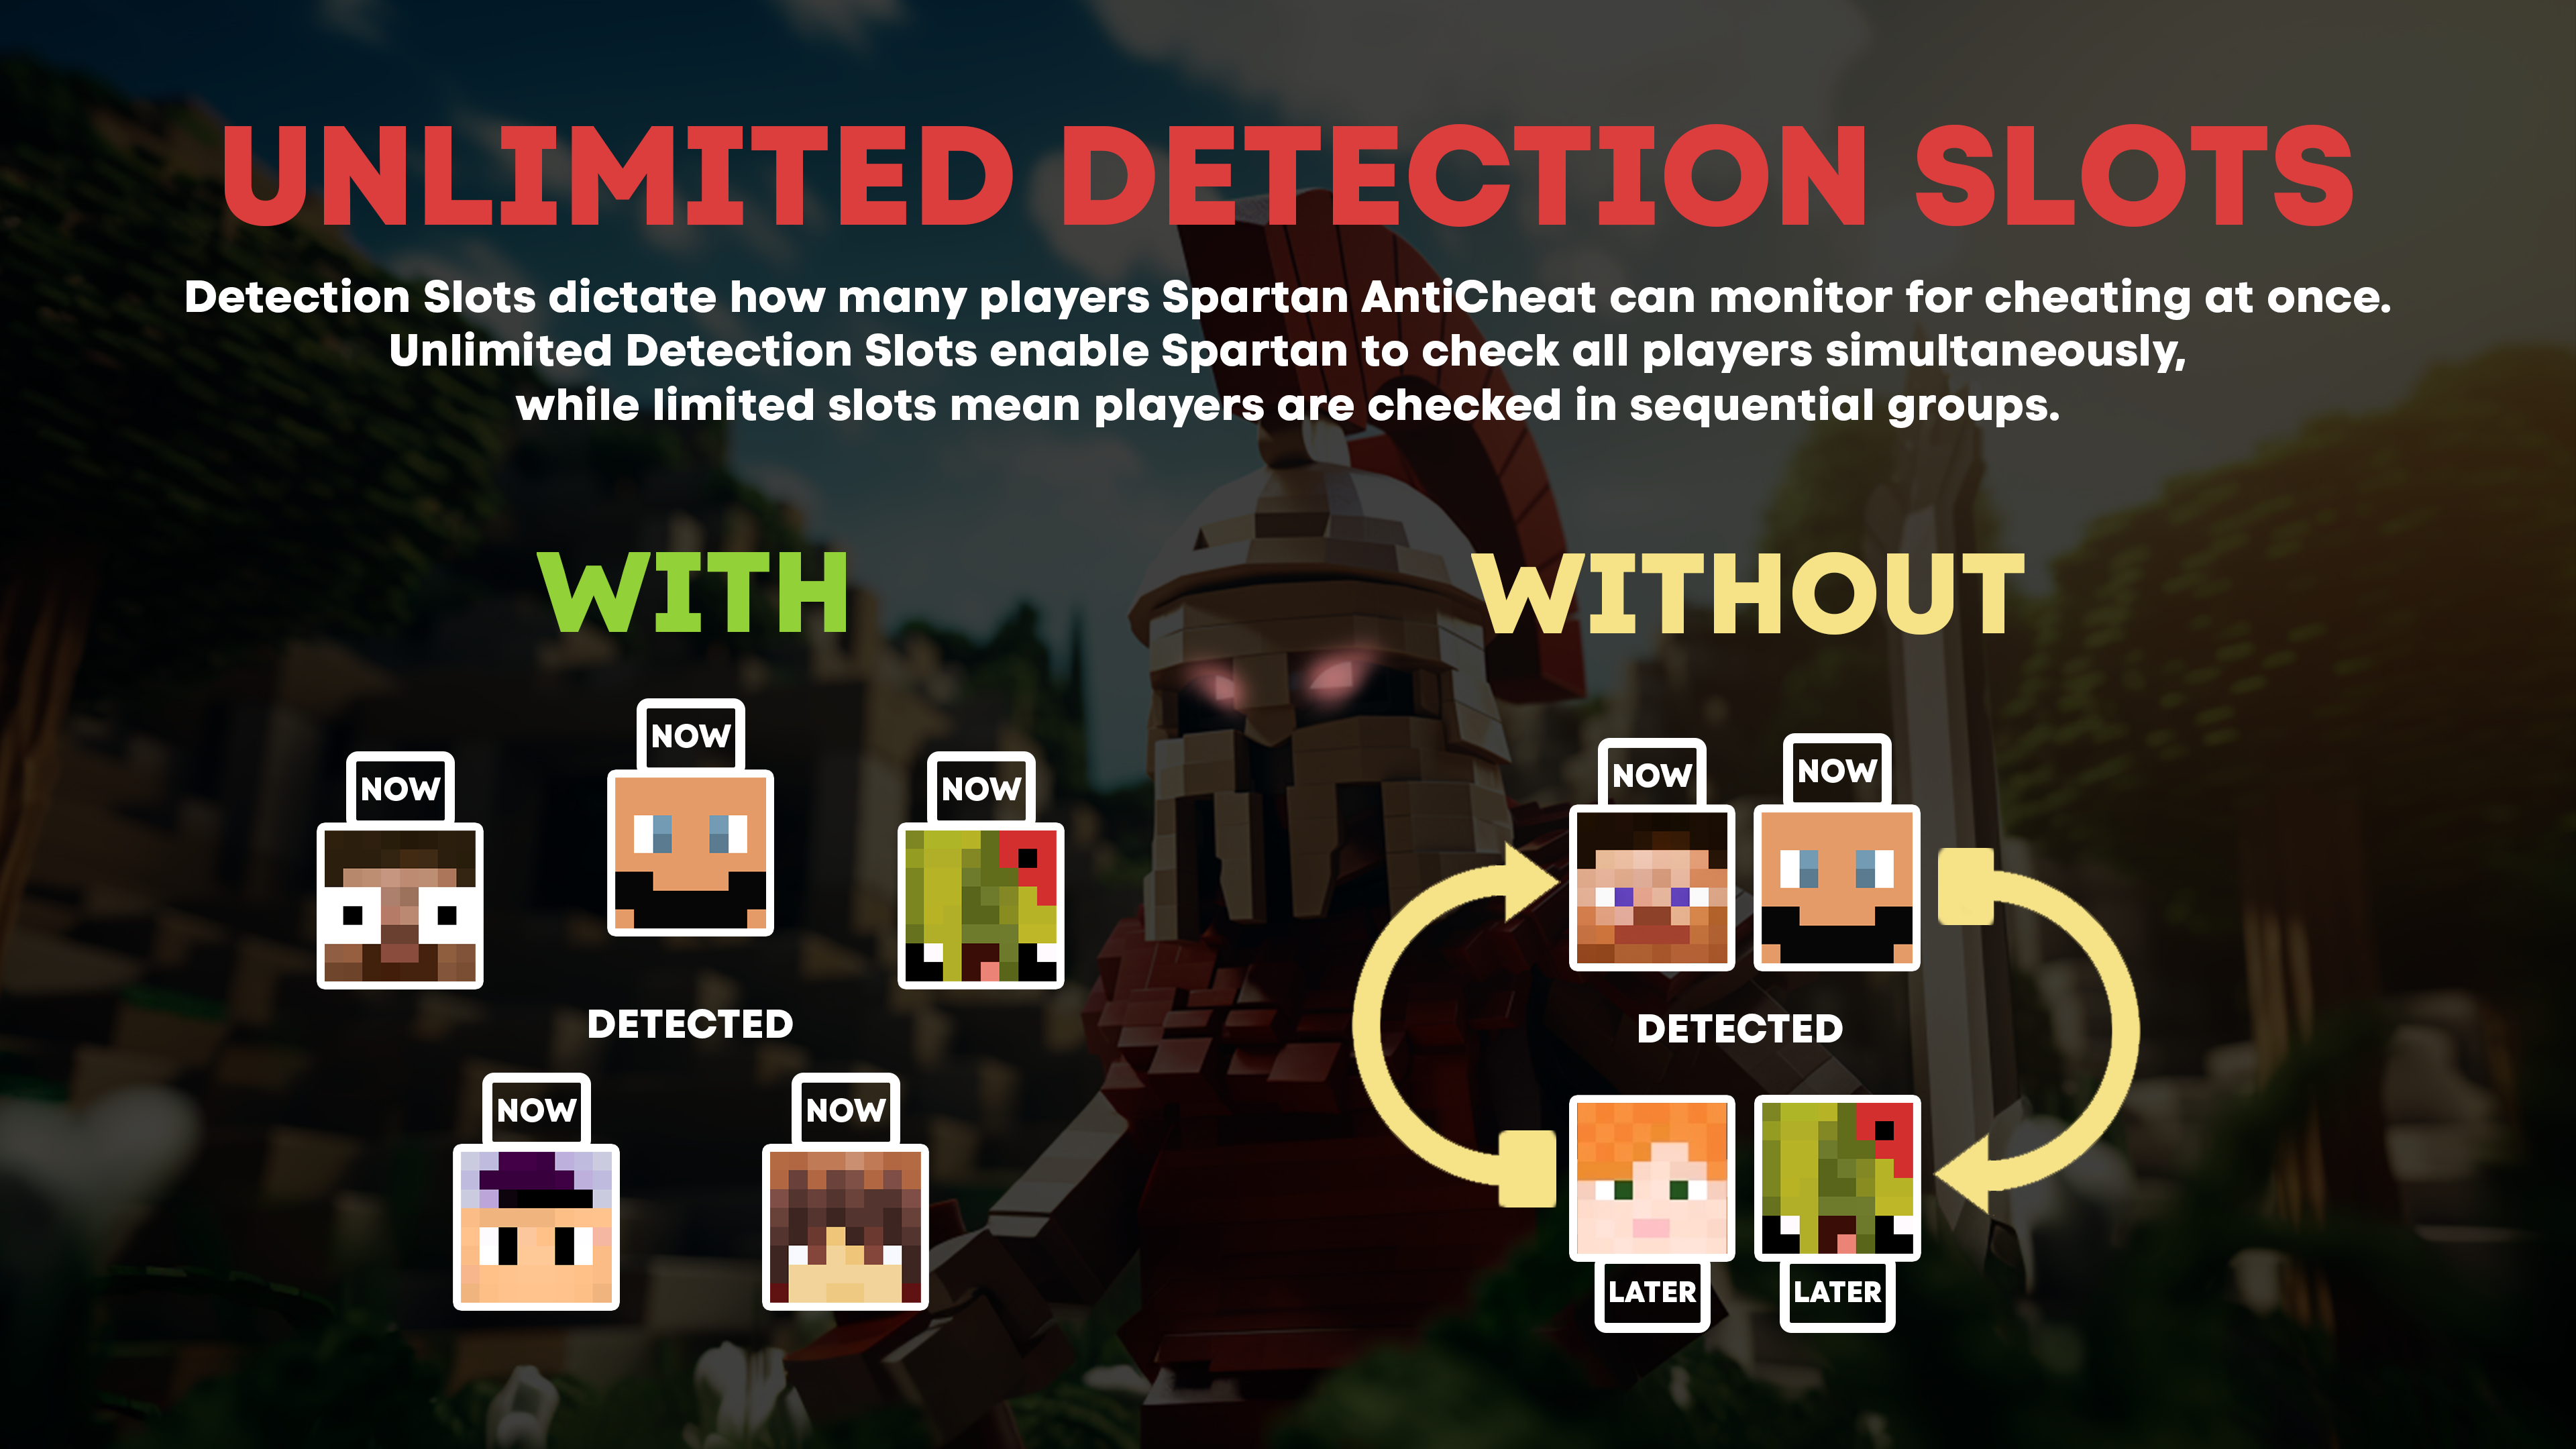 UNLIMITED DETECTION SLOTS
Detection Slots dictate how many players Spartan AntiCheat can monitor for cheating at once.
Unlimited Detection Slots enable Spartan to check all players simultaneously,
while limited slots mean players are checked in sequential groups.
WITH
NOW
NOW
NOW
DETECTED
NOW
NOW
WITHOUT
NOW
NOW
DETECTED
LATER
LATER